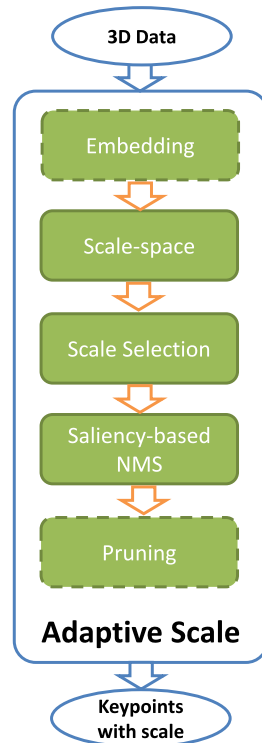 3D Data
Embedding
Scale-space
Scale Selection
Saliency-based
NMS
Pruning
Adaptive Scale
Keypoints
with scale